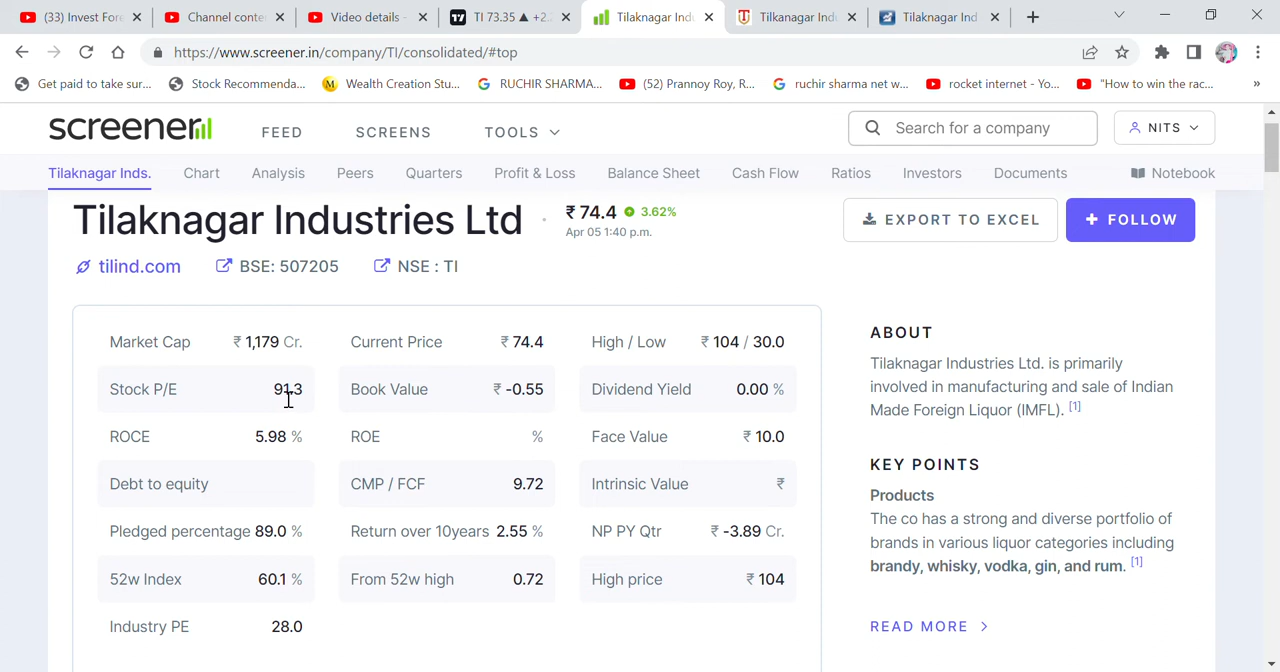 (33) Invest For
Channel conte
Video details -
TI 73.35 ▲ +2.
Tilaknagar Indu
Tilkanagar Indu
Tilaknagar Ind
https://www.screener.in/company/TI/consolidated/#top
Get paid to take sur...
Stock Recommenda...
Wealth Creation Stu...
RUCHIR SHARMA...
(52) Prannoy Roy, R...
ruchir sharma net w...
rocket internet - Yo...
"How to win the rac...
»
screener
FEED
SCREENS
TOOLS
Search for a company
NITS
Tilaknagar Inds.
Chart
Analysis
Peers
Quarters
Profit & Loss
Balance Sheet
Cash Flow
Ratios
Investors
Documents
Notebook
Tilaknagar Industries Ltd
₹ 74.4 3.62%
Apr 05 1:40 p.m.
EXPORT TO EXCEL
+ FOLLOW
tilind.com
BSE: 507205
NSE : TI
Market Cap ₹ 1,179 Cr.
Current Price ₹ 74.4
High / Low ₹ 104 / 30.0
Stock P/E 91.3
Book Value ₹ -0.55
Dividend Yield 0.00 %
ROCE 5.98 %
ROE %
Face Value ₹ 10.0
Debt to equity
CMP / FCF 9.72
Intrinsic Value ₹
Pledged percentage 89.0 %
Return over 10years 2.55 %
NP PY Qtr ₹ -3.89 Cr.
52w Index 60.1 %
From 52w high 0.72
High price ₹ 104
Industry PE 28.0
ABOUT
Tilaknagar Industries Ltd. is primarily
involved in manufacturing and sale of Indian
Made Foreign Liquor (IMFL). [1]
KEY POINTS
Products
The co has a strong and diverse portfolio of
brands in various liquor categories including
brandy, whisky, vodka, gin, and rum. [1]
READ MORE